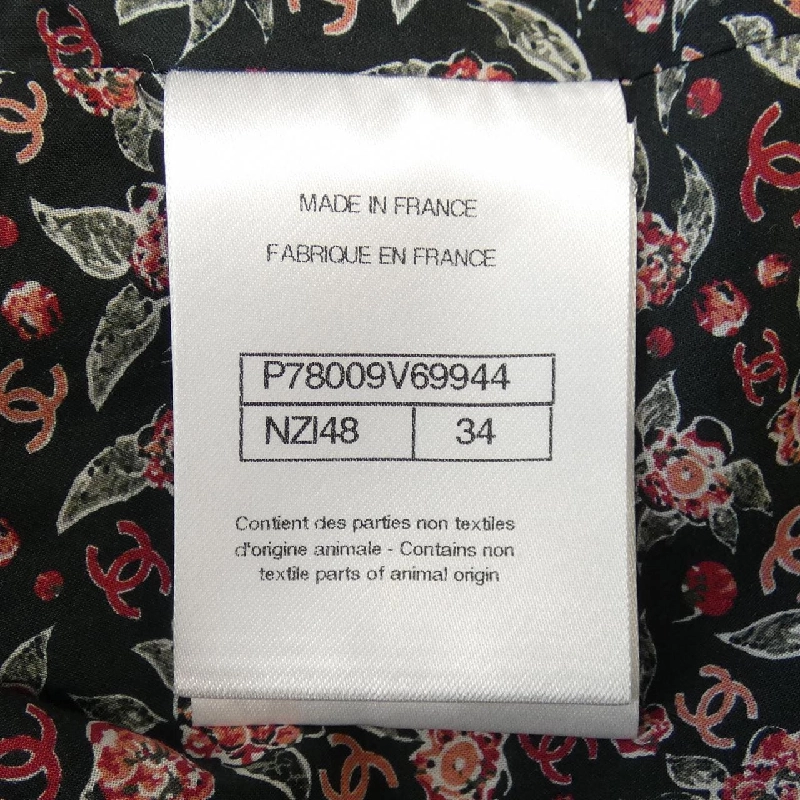 MADE IN FRANCE
FABRIQUE EN FRANCE
P78009V69944
NZI48 34
Contient des parties non textiles
d'origine animale - Contains non
textile parts of animal origin